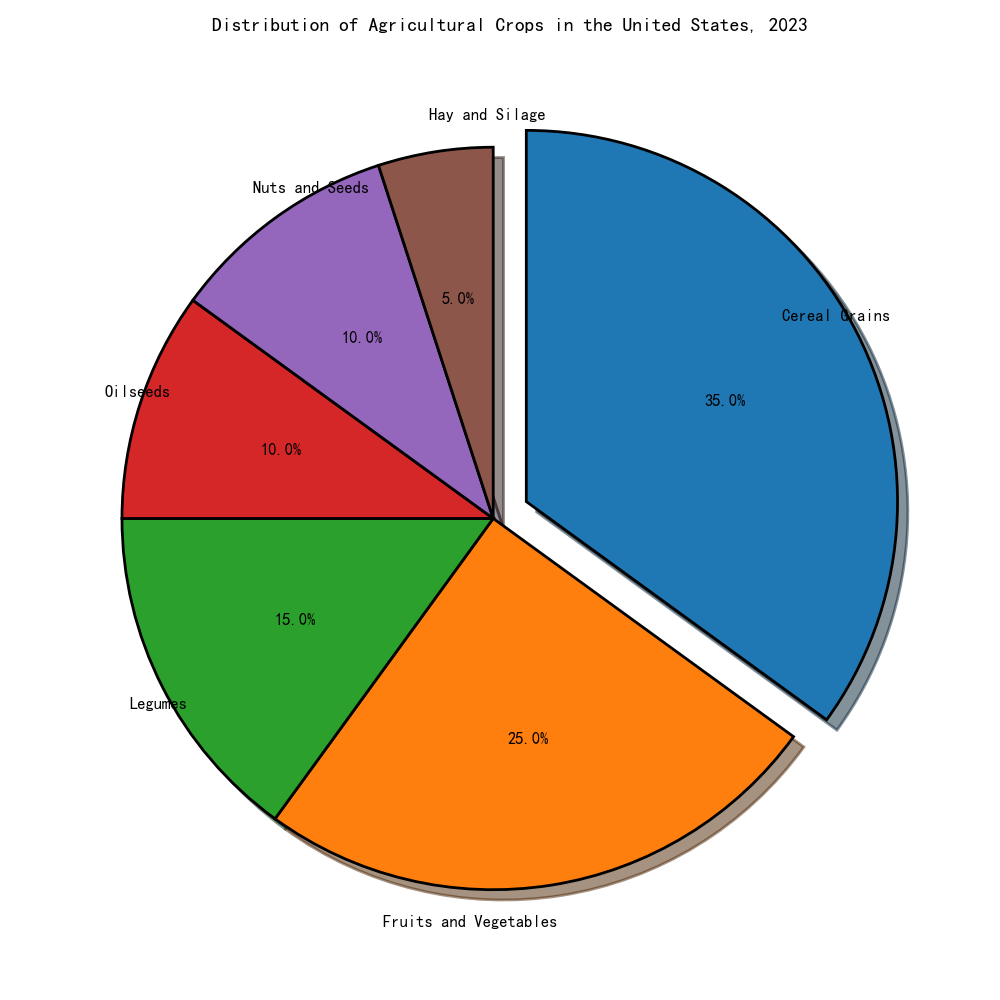 Distribution of Agricultural Crops in the United States, 2023
Hay and Silage
Nuts and Seeds
5.0%
Cereal Grains
10.0%
Oilseeds
35.0%
10.0%
15.0%
Legumes
25.0%
Fruits and Vegetables